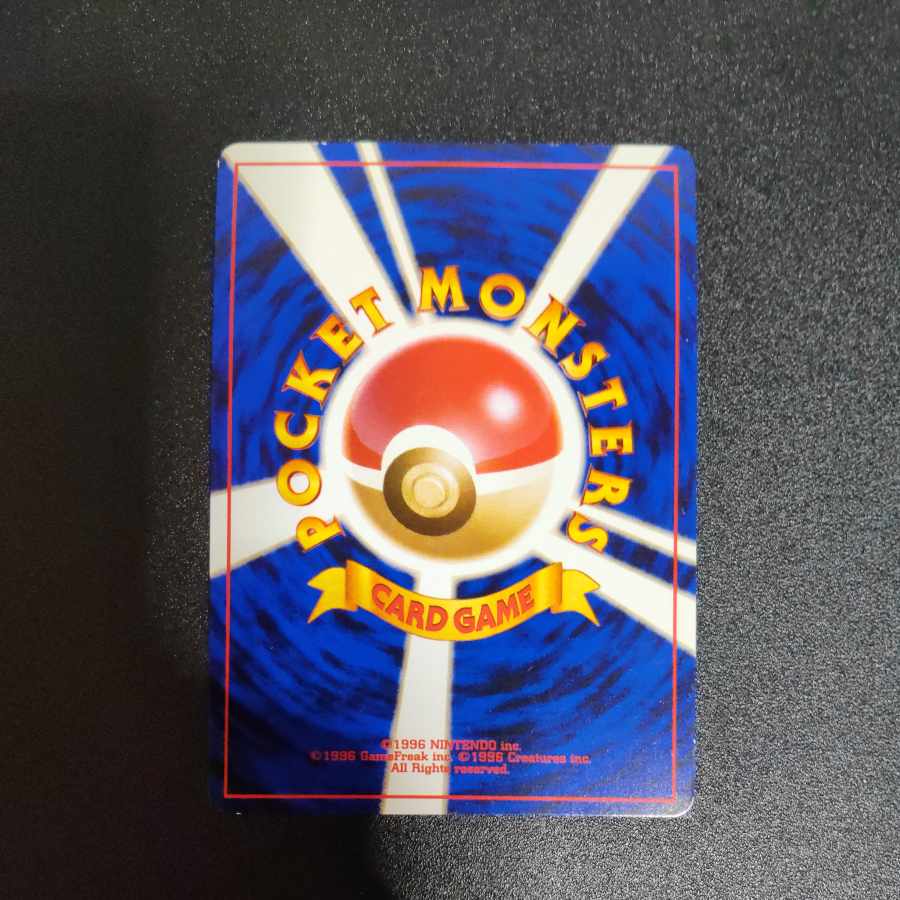 POCKET MONSTERS
CARD GAME
©1996 NINTENDO inc.
©1996 GameFreak inc. ©1996 Creatures inc.
All Rights reserved.